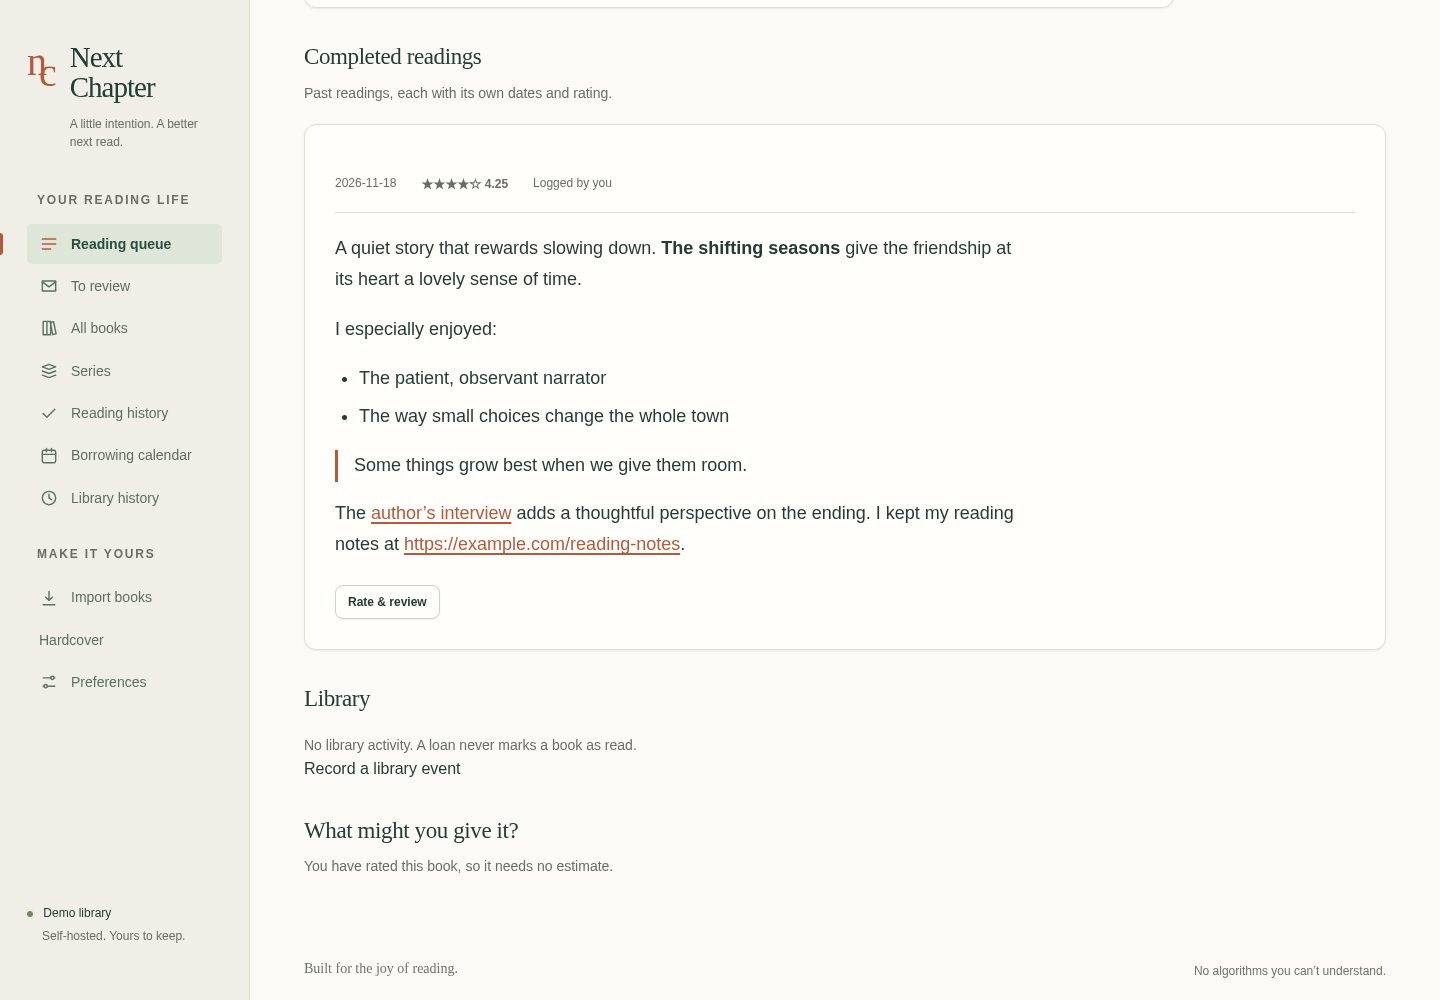 nc
Next
Chapter
A little intention. A better
next read.
YOUR READING LIFE
Reading queue
To review
All books
Series
Reading history
Borrowing calendar
Library history
MAKE IT YOURS
Import books
Hardcover
Preferences
Demo library
Self-hosted. Yours to keep.
Completed readings
Past readings, each with its own dates and rating.
2026-11-18 ★★★★☆ 4.25 Logged by you
A quiet story that rewards slowing down. The shifting seasons give the friendship at
its heart a lovely sense of time.
I especially enjoyed:
• The patient, observant narrator
• The way small choices change the whole town
Some things grow best when we give them room.
The author’s interview adds a thoughtful perspective on the ending. I kept my reading
notes at https://example.com/reading-notes.
Rate & review
Library
No library activity. A loan never marks a book as read.
Record a library event
What might you give it?
You have rated this book, so it needs no estimate.
Built for the joy of reading.
No algorithms you can’t understand.